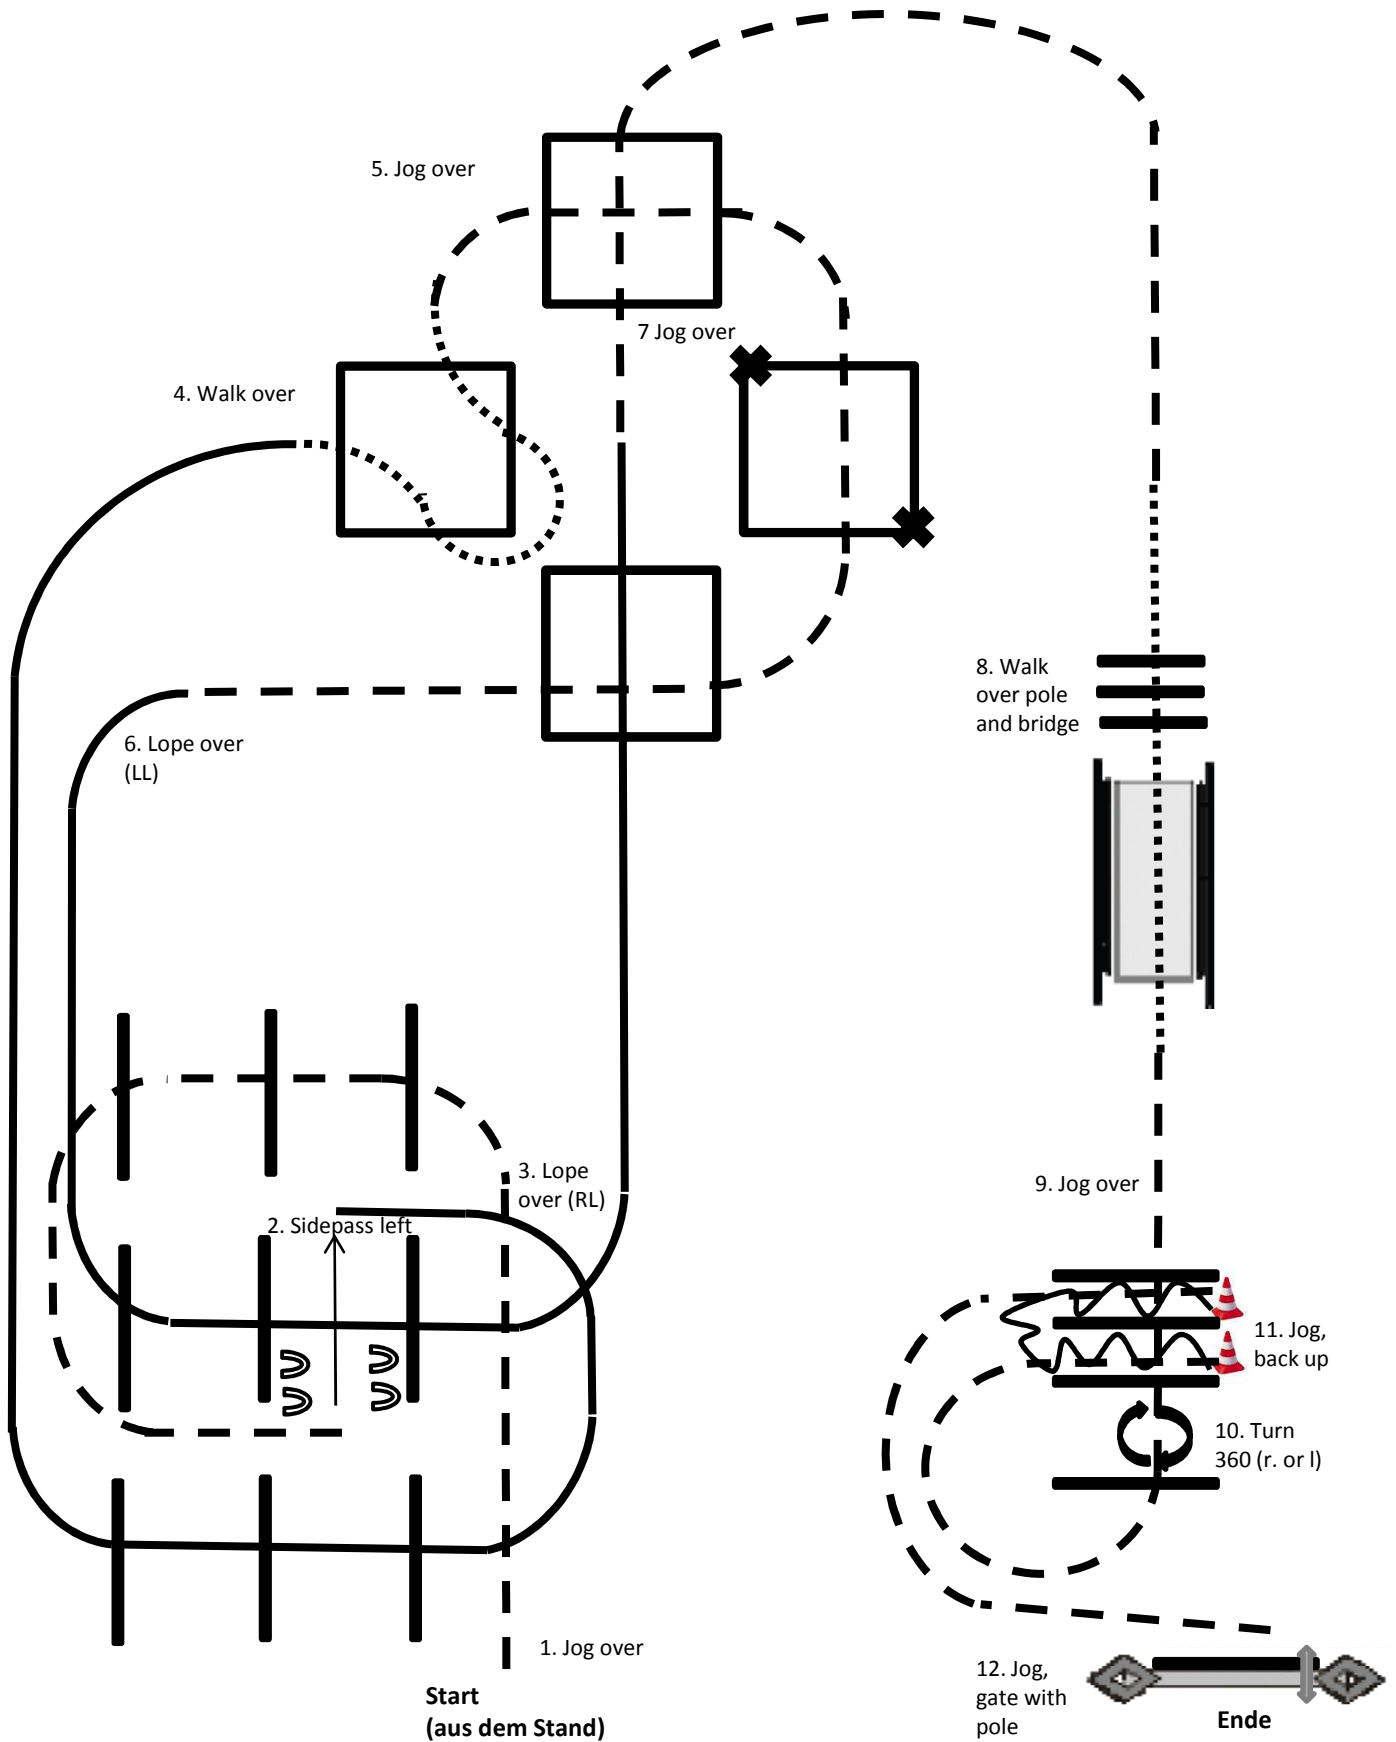 5. Jog over
7 Jog over
4. Walk over
8. Walk
over pole
and bridge
6. Lope over
(LL)
3. Lope
over (RL)
9. Jog over
2. Sidepass left
11. Jog,
back up
10. Turn
360 (r. or l)
1. Jog over
12. Jog,
gate with
pole
Start
(aus dem Stand)
Ende